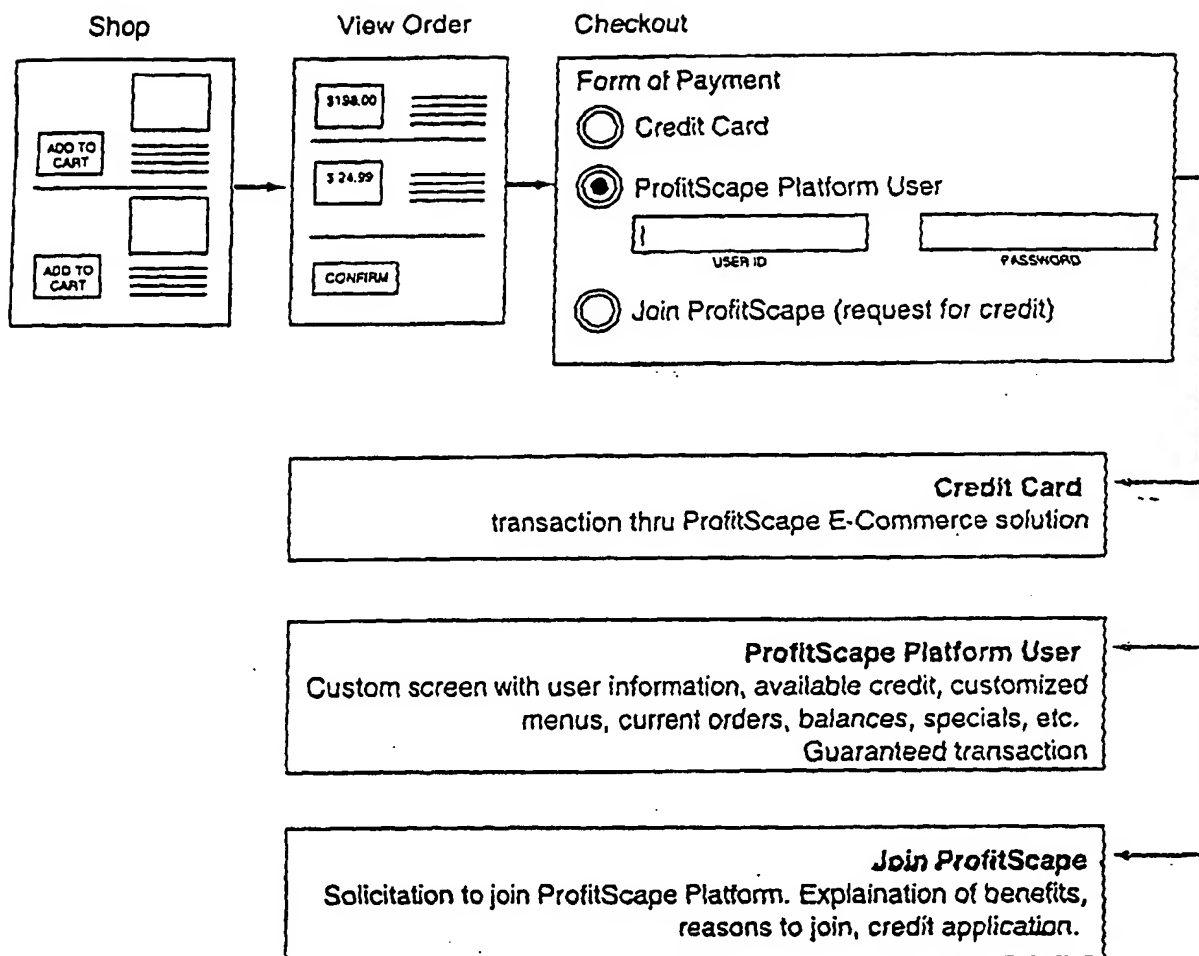 Shop
View Order
Checkout
ADD TO
CART
ADD TO
CART
$198.00
$ 24.99
CONFIRM
Form of Payment
Credit Card
ProfitScape Platform User
USER ID
PASSWORD
Join ProfitScape (request for credit)
Credit Card
transaction thru ProfitScape E-Commerce solution
ProfitScape Platform User
Custom screen with user information, available credit, customized
menus, current orders, balances, specials, etc.
Guaranteed transaction
Join ProfitScape
Solicitation to join ProfitScape Platform. Explaination of benefits,
reasons to join, credit application.